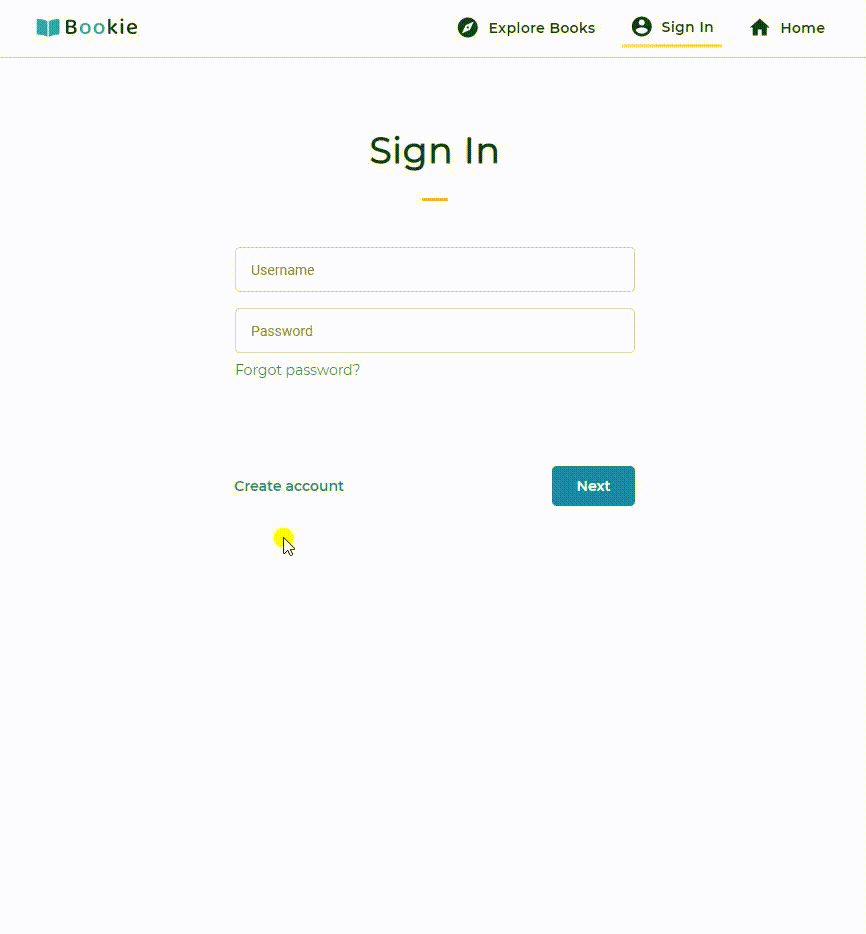 Bookie Explore Books Sign In Home
Sign In
Username
Password
Forgot password?
Create account Next